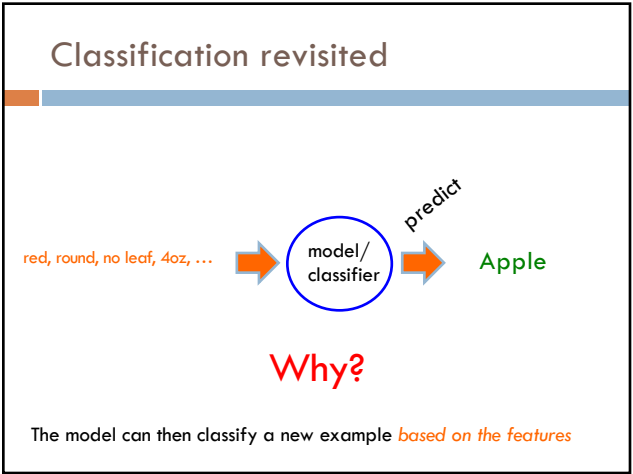 Classification revisited
predict
red, round, no leaf, 4oz, …
model/
classifier
Apple
Why?
The model can then classify a new example based on the features